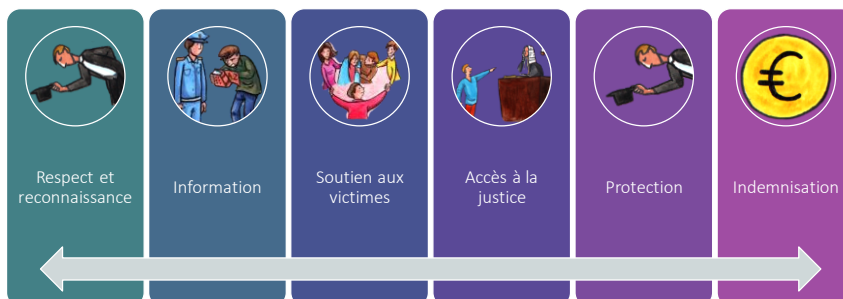 Respect et
reconnaissance
Information
Soutien aux
victimes
Accès à la
justice
Protection
Indemnisation
€